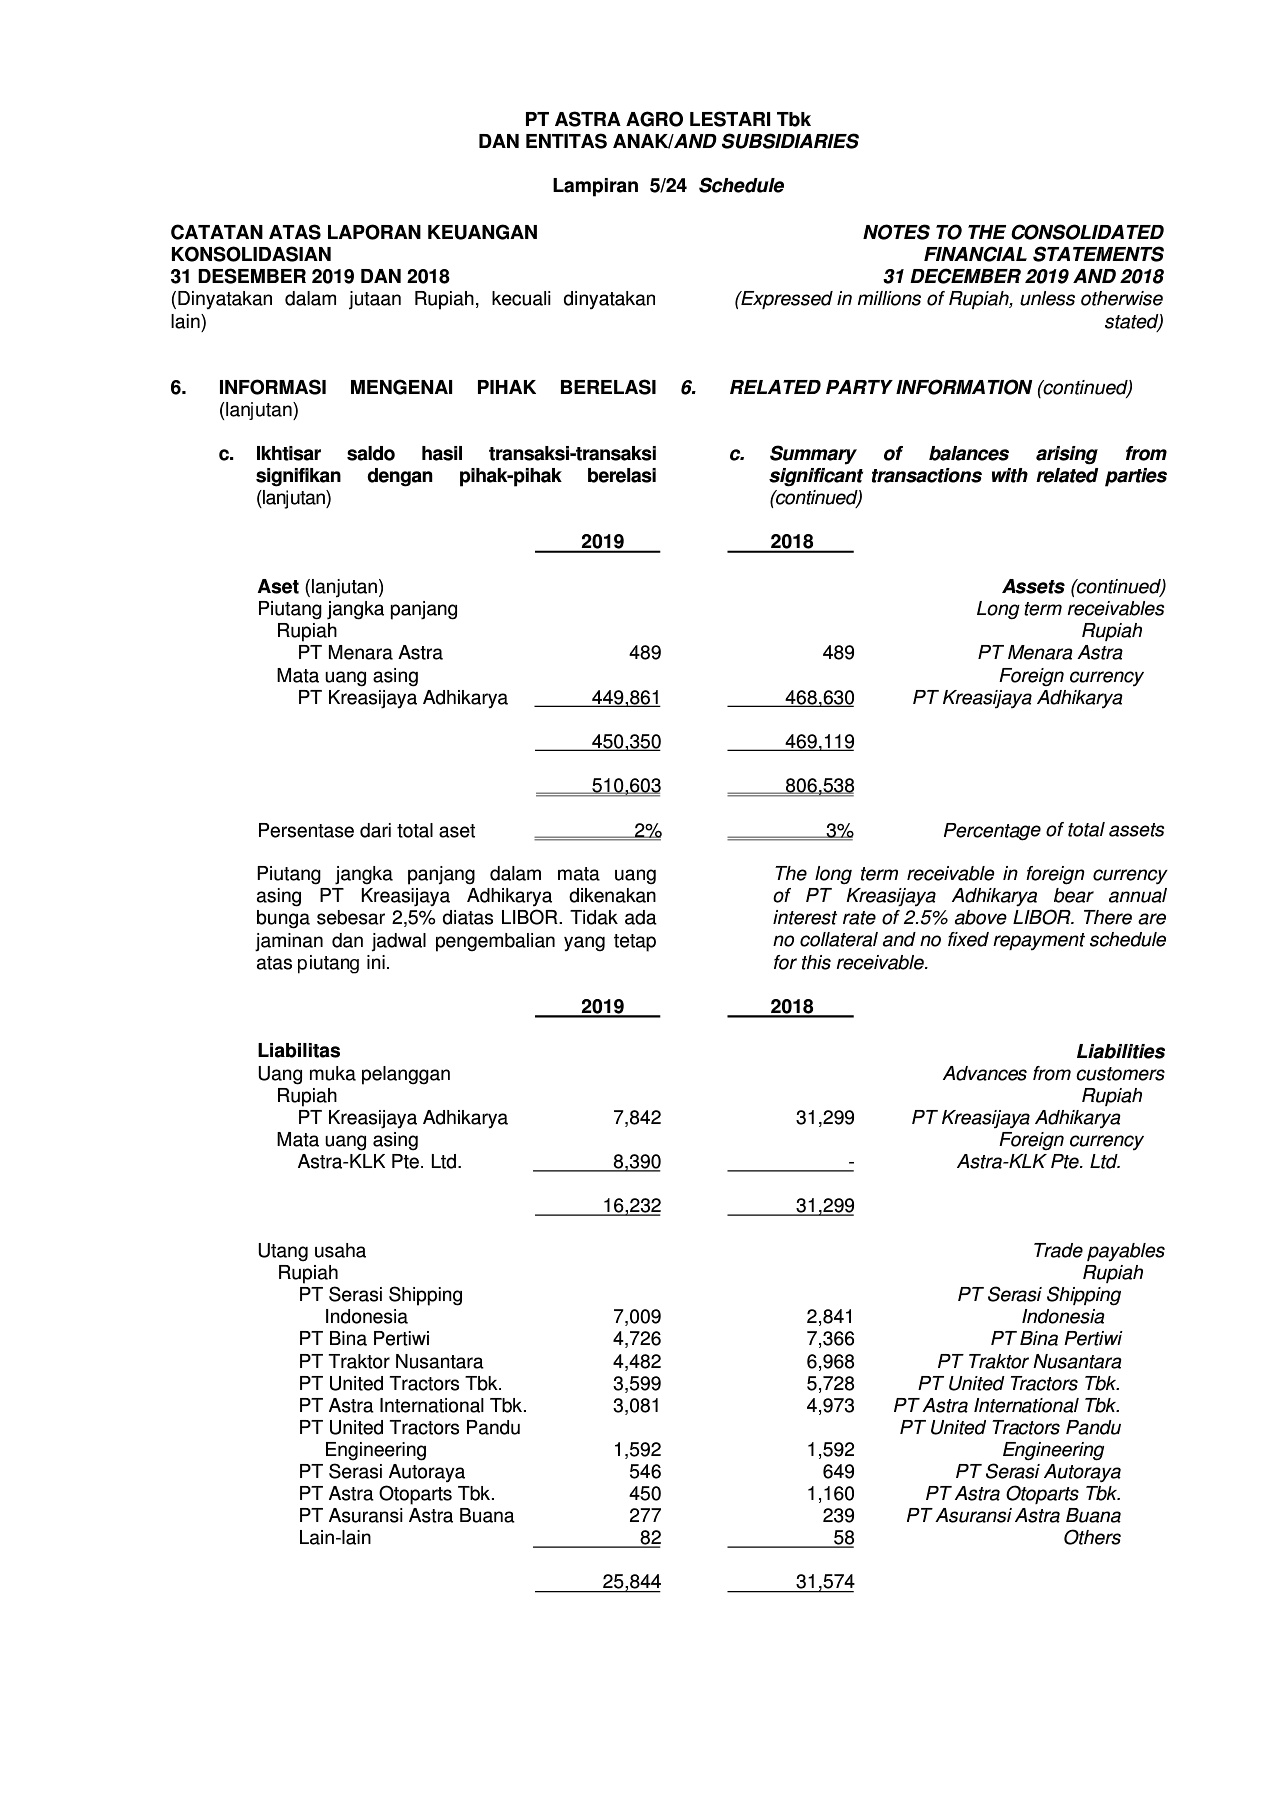 PT ASTRA AGRO LESTARI Tbk
DAN ENTITAS ANAK/AND SUBSIDIARIES
Lampiran 5/24 Schedule
CATATAN ATAS LAPORAN KEUANGAN
KONSOLIDASIAN
31 DESEMBER 2019 DAN 2018
(Dinyatakan dalam jutaan Rupiah, kecuali dinyatakan
lain)
NOTES TO THE CONSOLIDATED
FINANCIAL STATEMENTS
31 DECEMBER 2019 AND 2018
(Expressed in millions of Rupiah, unless otherwise
stated)
6. INFORMASI MENGENAI PIHAK BERELASI
(lanjutan)
6. RELATED PARTY INFORMATION (continued)
c. Ikhtisar saldo hasil transaksi-transaksi
signifikan dengan pihak-pihak berelasi
(lanjutan)
c. Summary of balances arising from
significant transactions with related parties
(continued)
2019 2018
Aset (lanjutan) Assets (continued)
Piutang jangka panjang Long term receivables
Rupiah Rupiah
PT Menara Astra 489 489 PT Menara Astra
Mata uang asing Foreign currency
PT Kreasijaya Adhikarya 449,861 468,630 PT Kreasijaya Adhikarya
450,350 469,119
510,603 806,538
Persentase dari total aset 2% 3% Percentage of total assets
Piutang jangka panjang dalam mata uang
asing PT Kreasijaya Adhikarya dikenakan
bunga sebesar 2,5% diatas LIBOR. Tidak ada
jaminan dan jadwal pengembalian yang tetap
atas piutang ini.
The long term receivable in foreign currency
of PT Kreasijaya Adhikarya bear annual
interest rate of 2.5% above LIBOR. There are
no collateral and no fixed repayment schedule
for this receivable.
2019 2018
Liabilitas Liabilities
Uang muka pelanggan Advances from customers
Rupiah Rupiah
PT Kreasijaya Adhikarya 7,842 31,299 PT Kreasijaya Adhikarya
Mata uang asing Foreign currency
Astra-KLK Pte. Ltd. 8,390 - Astra-KLK Pte. Ltd.
16,232 31,299
Utang usaha Trade payables
Rupiah Rupiah
PT Serasi Shipping PT Serasi Shipping
Indonesia 7,009 2,841 Indonesia
PT Bina Pertiwi 4,726 7,366 PT Bina Pertiwi
PT Traktor Nusantara 4,482 6,968 PT Traktor Nusantara
PT United Tractors Tbk. 3,599 5,728 PT United Tractors Tbk.
PT Astra International Tbk. 3,081 4,973 PT Astra International Tbk.
PT United Tractors Pandu PT United Tractors Pandu
Engineering 1,592 1,592 Engineering
PT Serasi Autoraya 546 649 PT Serasi Autoraya
PT Astra Otoparts Tbk. 450 1,160 PT Astra Otoparts Tbk.
PT Asuransi Astra Buana 277 239 PT Asuransi Astra Buana
Lain-lain 82 58 Others
25,844 31,574